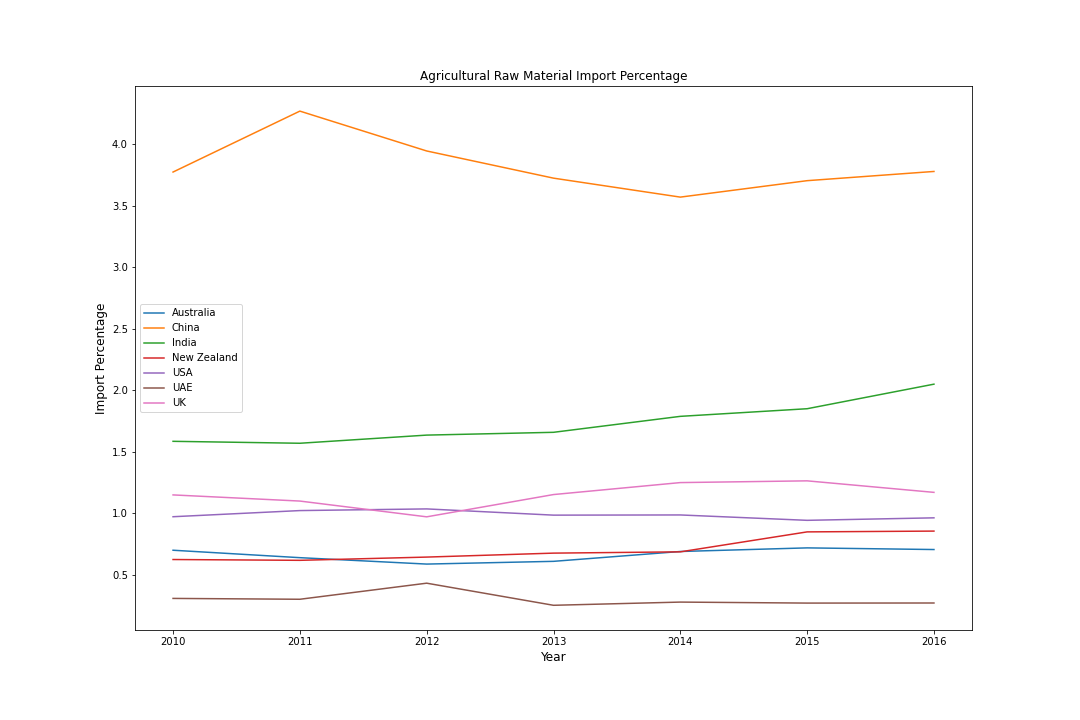 Agricultural Raw Material Import Percentage
4.0
3.5
3.0
2.5
2.0
1.5
1.0
0.5
Import Percentage
Australia
China
India
New Zealand
USA
UAE
UK
2010 2011 2012 2013 2014 2015 2016
Year